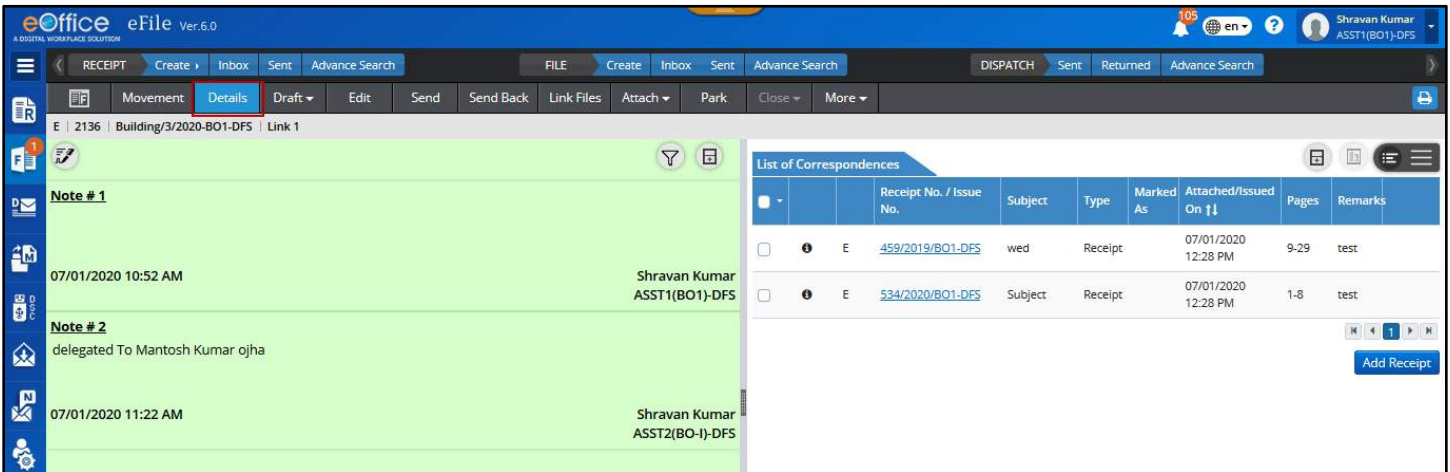 eOffice eFile Ver.6.0
A DIGITAL WORKPLACE SOLUTION
105 en ? Shravan Kumar
ASST1(BO1)-DFS
RECEIPT Create Inbox Sent Advance Search FILE Create Inbox Sent Advance Search DISPATCH Sent Returned Advance Search
Movement Details Draft Edit Send Send Back Link Files Attach Park Close More
E | 2136 | Building/3/2020-BO1-DFS | Link 1
R
F 1
D
M
DSC
N
Note # 1
07/01/2020 10:52 AM Shravan Kumar
ASST1(BO1)-DFS
Note # 2
delegated To Mantosh Kumar ojha
07/01/2020 11:22 AM Shravan Kumar
ASST2(BO-I)-DFS
List of Correspondences
Receipt No. / Issue No. Subject Type Marked As Attached/Issued On Pages Remarks
E 459/2019/BO1-DFS wed Receipt 07/01/2020 12:28 PM 9-29 test
E 534/2020/BO1-DFS Subject Receipt 07/01/2020 12:28 PM 1-8 test
1
Add Receipt